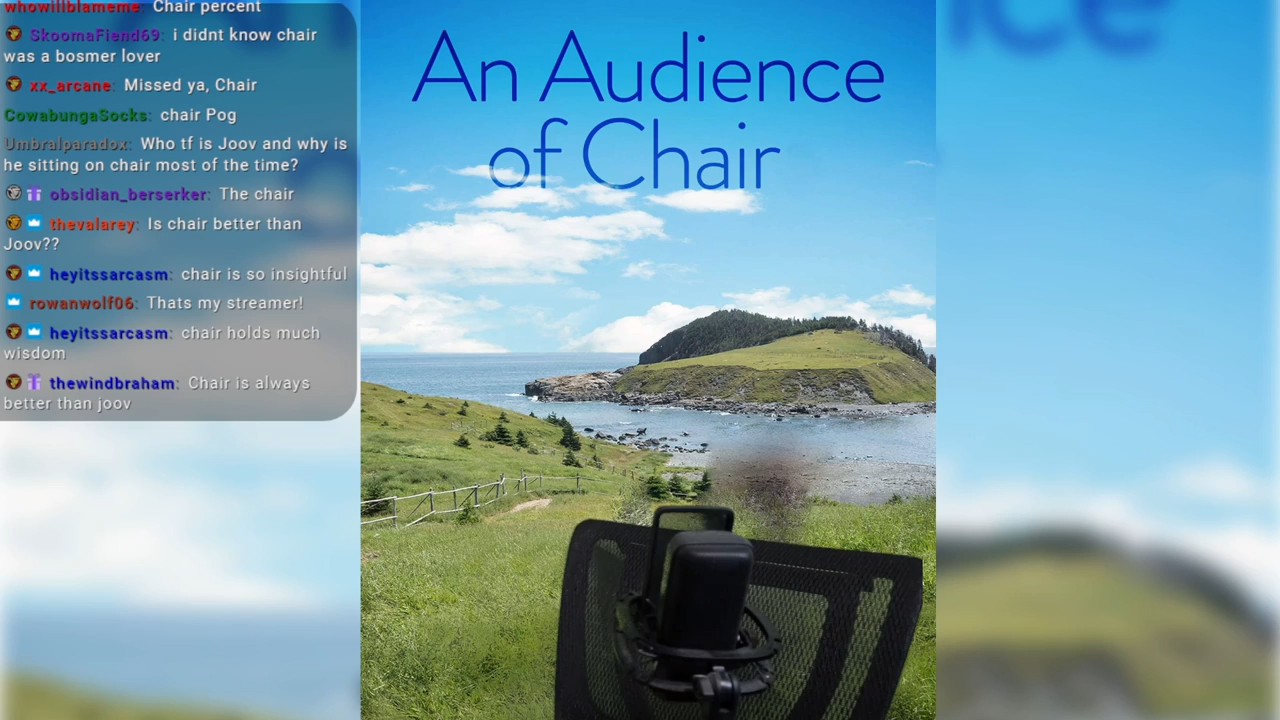 whowillblameme: Chair percent
SkoomaFiend69: i didnt know chair
was a bosmer lover
xx_arcane: Missed ya, Chair
CowabungaSocks: chair Pog
Umbralparadox: Who tf is Joov and why is
he sitting on chair most of the time?
obsidian_berserker: The chair
thevalarey: Is chair better than
Joov??
heyitssarcasm: chair is so insightful
rowanwolf06: Thats my streamer!
heyitssarcasm: chair holds much
wisdom
thewindbraham: Chair is always
better than joov
An Audience
of Chair